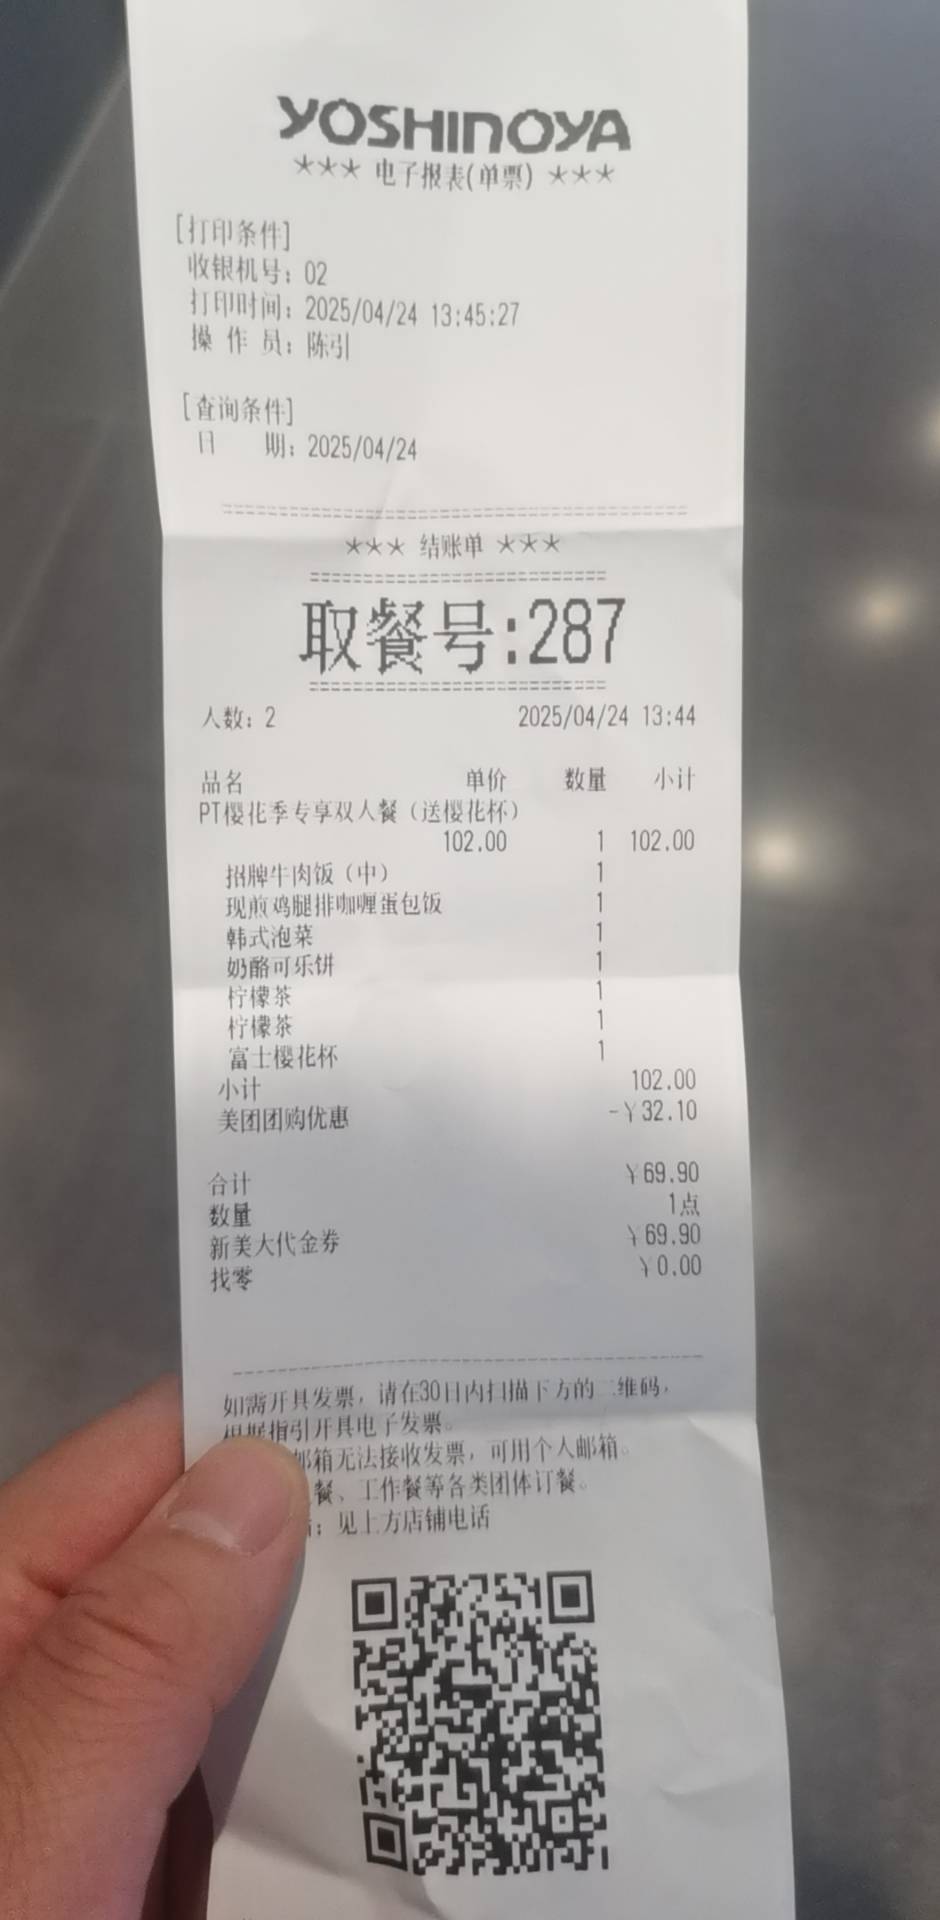 YOSHINOYA
*** 电子报表(单票) ***
[打印条件]
收银机号: 02
打印时间: 2025/04/24 13:45:27
操 作 员: 陈引
[查询条件]
日 期: 2025/04/24
*** 结账单 ***
取餐号:287
人数: 2 2025/04/24 13:44
品名 单价 数量 小计
PT樱花季专享双人餐（送樱花杯）
102.00 1 102.00
招牌牛肉饭（中） 1
现煎鸡腿排咖喱蛋包饭 1
韩式泡菜 1
奶酪可乐饼 1
柠檬茶 1
柠檬茶 1
富士樱花杯 1
小计 102.00
美团团购优惠 -¥32.10
合计 ¥69.90
数量 1点
新美大代金券 ¥69.90
找零 ¥0.00
如需开具发票，请在30日内扫描下方的二维码，
根据指引开具电子发票。
邮箱无法接收发票，可用个人邮箱。
餐、工作餐等各类团体订餐。
: 见上方店铺电话